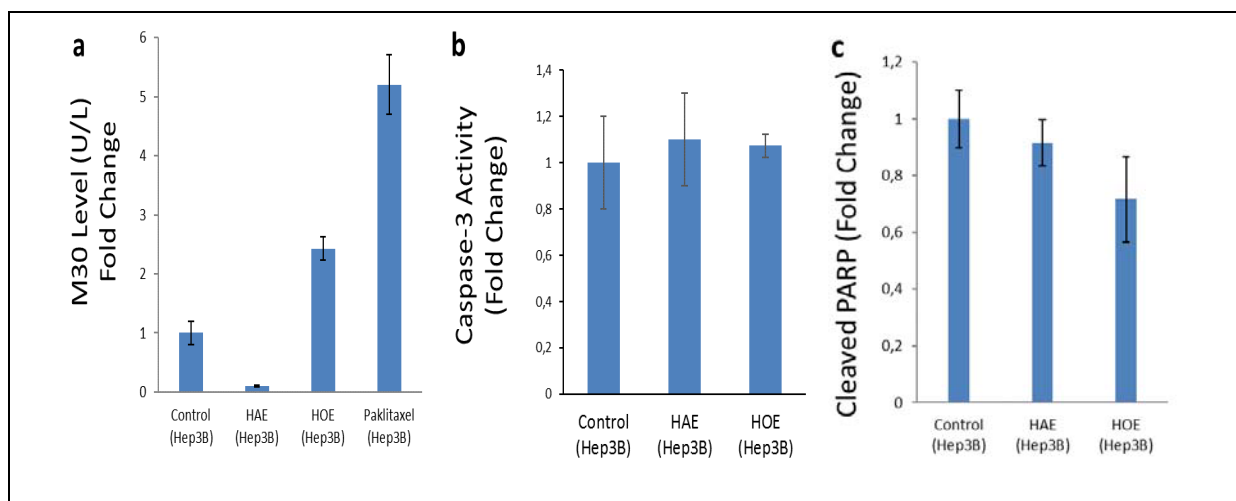 a
M30 Level (U/L)
Fold Change
6
5
4
3
2
1
0
Control
(Hep3B)
HAE
(Hep3B)
HOE
(Hep3B)
Paklitaxel
(Hep3B)
b
Caspase-3 Activity
(Fold Change)
1,4
1,2
1
0,8
0,6
0,4
0,2
0
Control
(Hep3B)
HAE
(Hep3B)
HOE
(Hep3B)
c
Cleaved PARP (Fold Change)
1,2
1
0,8
0,6
0,4
0,2
0
Control
(Hep3B)
HAE
(Hep3B)
HOE
(Hep3B)